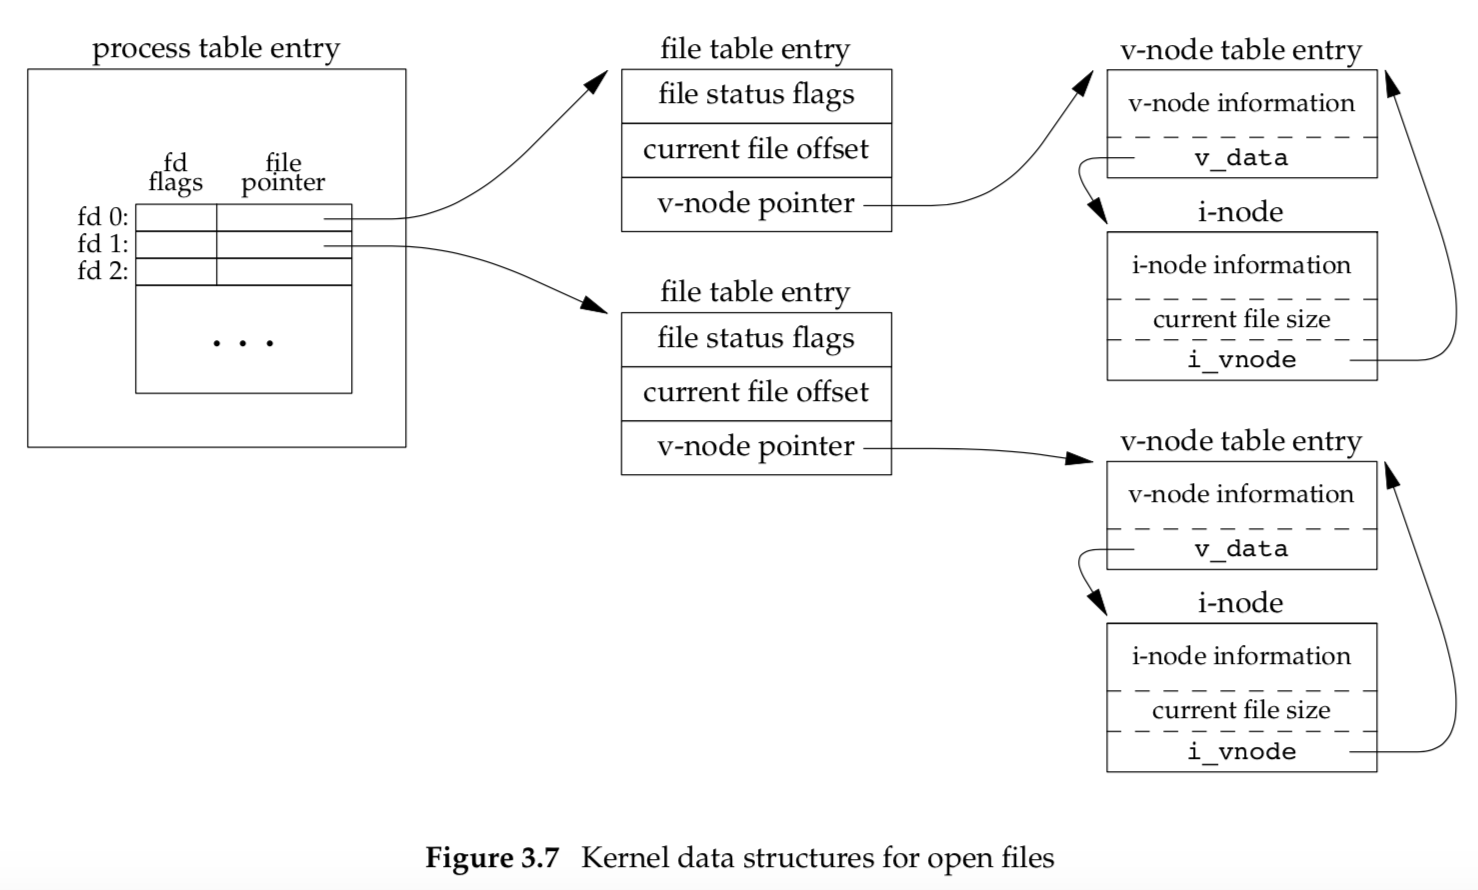 process table entry
fd
flags
file
pointer
fd 0:
fd 1:
fd 2:
. . .
file table entry
file status flags
current file offset
v-node pointer
file table entry
file status flags
current file offset
v-node pointer
v-node table entry
v-node information
v_data
i-node
i-node information
current file size
i_vnode
v-node table entry
v-node information
v_data
i-node
i-node information
current file size
i_vnode
Figure 3.7 Kernel data structures for open files